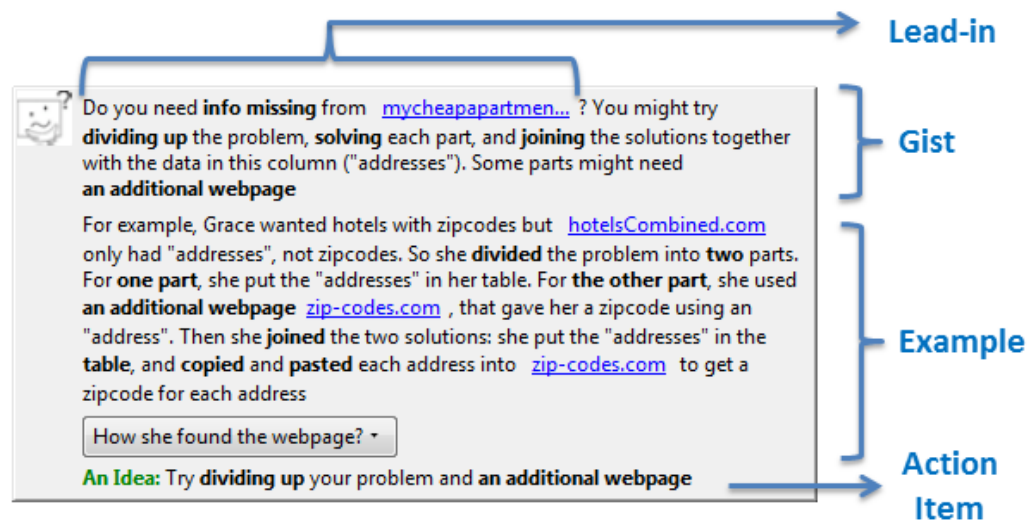 Lead-in
Do you need info missing from mycheapapartmen... ? You might try
dividing up the problem, solving each part, and joining the solutions together
with the data in this column ("addresses"). Some parts might need
an additional webpage
Gist
For example, Grace wanted hotels with zipcodes but hotelsCombined.com
only had "addresses", not zipcodes. So she divided the problem into two parts.
For one part, she put the "addresses" in her table. For the other part, she used
an additional webpage zip-codes.com , that gave her a zipcode using an
"address". Then she joined the two solutions: she put the "addresses" in the
table, and copied and pasted each address into zip-codes.com to get a
zipcode for each address
Example
How she found the webpage?
An Idea: Try dividing up your problem and an additional webpage
Action
Item